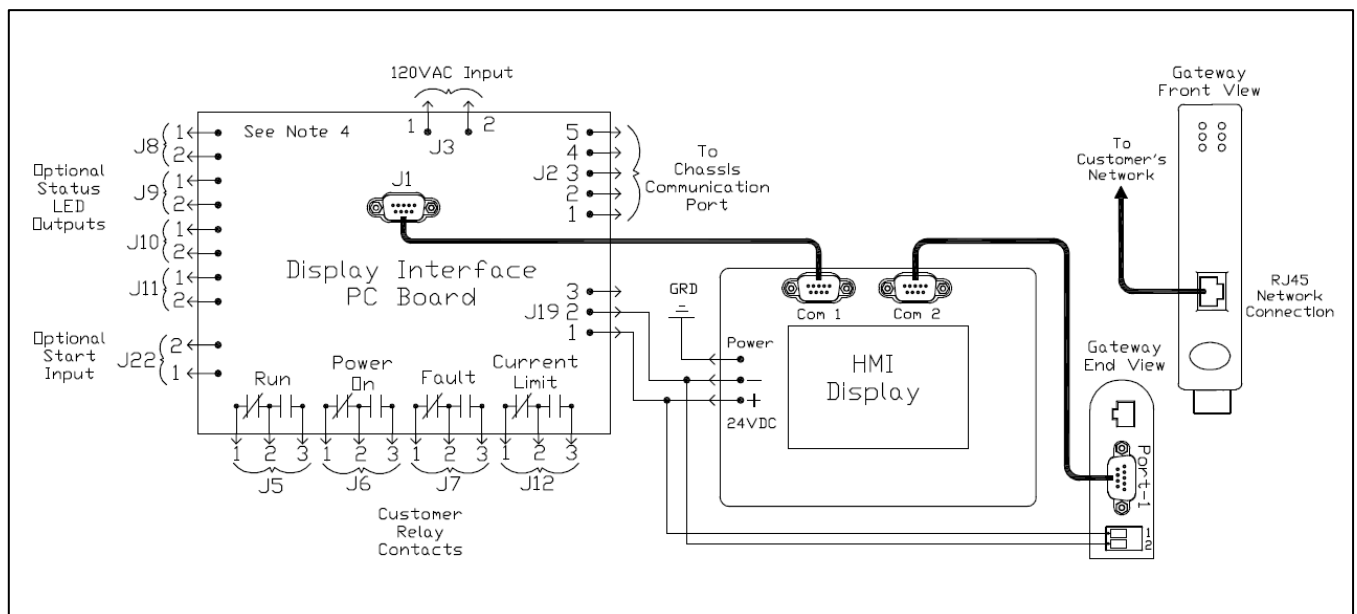 120VAC Input
1
2
J3
See Note 4
J8
1
2
J9
1
2
J10
1
2
J11
1
2
Optional
Status
LED
Outputs
J22
2
1
Optional
Start
Input
J1
Display Interface
PC Board
5
4
J2 3
2
1
To
Chassis
Communication
Port
3
J19 2
1
Run
Power
On
Fault
Current
Limit
1 2 3
1 2 3
1 2 3
1 2 3
J5
J6
J7
J12
Customer
Relay
Contacts
GRD
Power
-
+
24VDC
Com 1
Com 2
HMI
Display
Gateway
Front View
To
Customer's
Network
RJ45
Network
Connection
Gateway
End View
Port-1
1
2